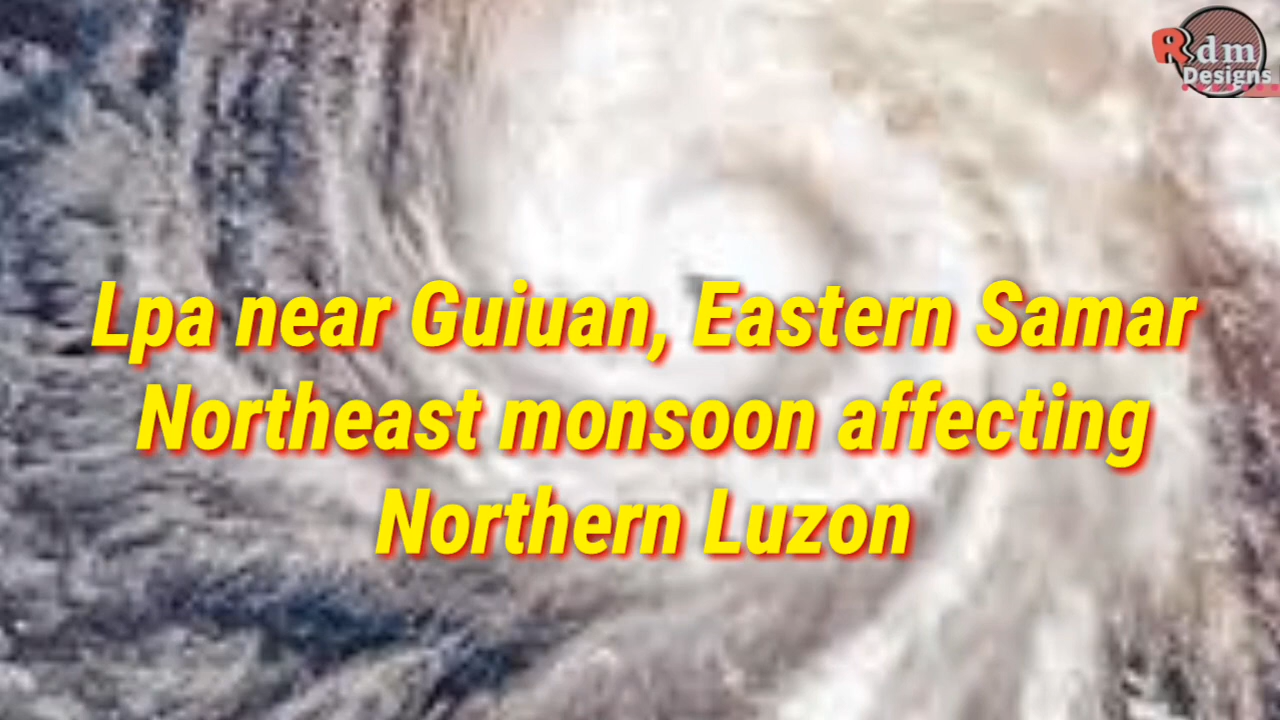 Rdm
Designs
Lpa near Guiuan, Eastern Samar
Northeast monsoon affecting
Northern Luzon